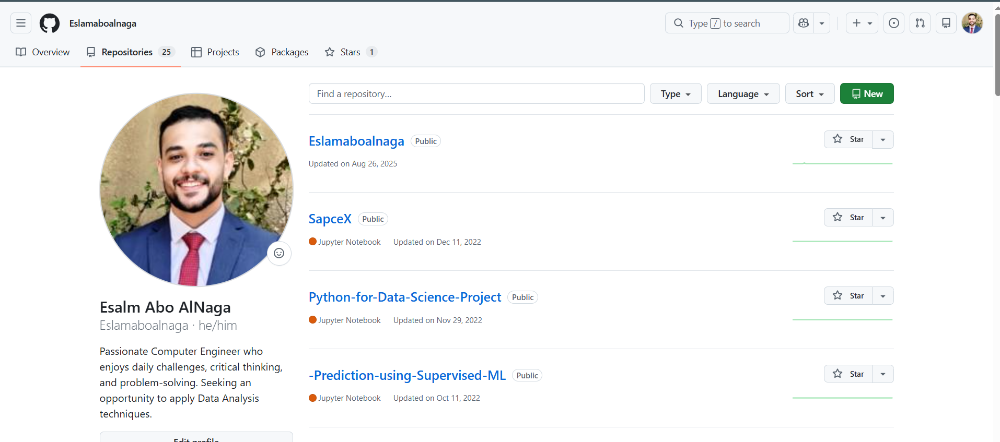 Eslamaboalnaga
Type / to search
Overview
Repositories 25
Projects
Packages
Stars 1
Find a repository...
Type
Language
Sort
New
Eslamaboalnaga Public
Star
Updated on Aug 26, 2025
SapceX Public
Star
Jupyter Notebook Updated on Dec 11, 2022
Python-for-Data-Science-Project Public
Star
Jupyter Notebook Updated on Nov 29, 2022
-Prediction-using-Supervised-ML Public
Star
Jupyter Notebook Updated on Oct 11, 2022
Esalm Abo AlNaga
Eslamaboalnaga · he/him
Passionate Computer Engineer who
enjoys daily challenges, critical thinking,
and problem-solving. Seeking an
opportunity to apply Data Analysis
techniques.
Edit profile